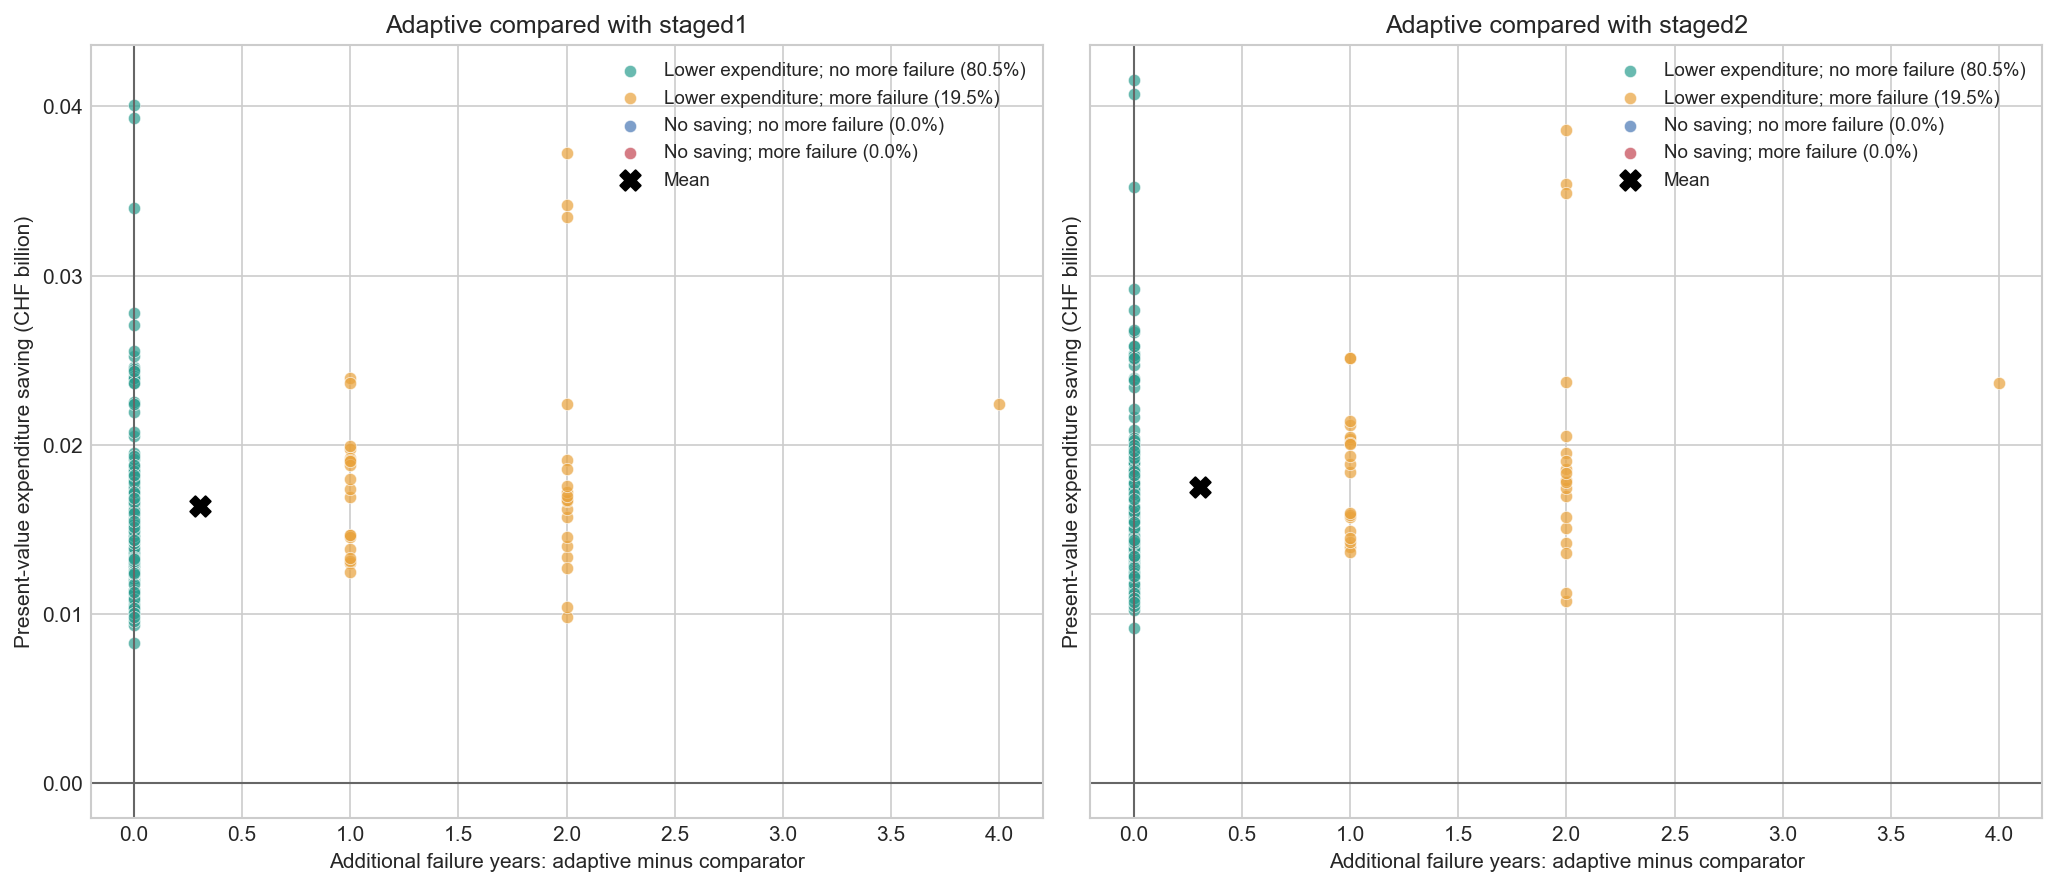 Adaptive compared with staged1
Present-value expenditure saving (CHF billion)
0.04
0.03
0.02
0.01
0.00
Lower expenditure; no more failure (80.5%)
Lower expenditure; more failure (19.5%)
No saving; no more failure (0.0%)
No saving; more failure (0.0%)
Mean
0.0 0.5 1.0 1.5 2.0 2.5 3.0 3.5 4.0
Additional failure years: adaptive minus comparator
Adaptive compared with staged2
Present-value expenditure saving (CHF billion)
Lower expenditure; no more failure (80.5%)
Lower expenditure; more failure (19.5%)
No saving; no more failure (0.0%)
No saving; more failure (0.0%)
Mean
0.0 0.5 1.0 1.5 2.0 2.5 3.0 3.5 4.0
Additional failure years: adaptive minus comparator